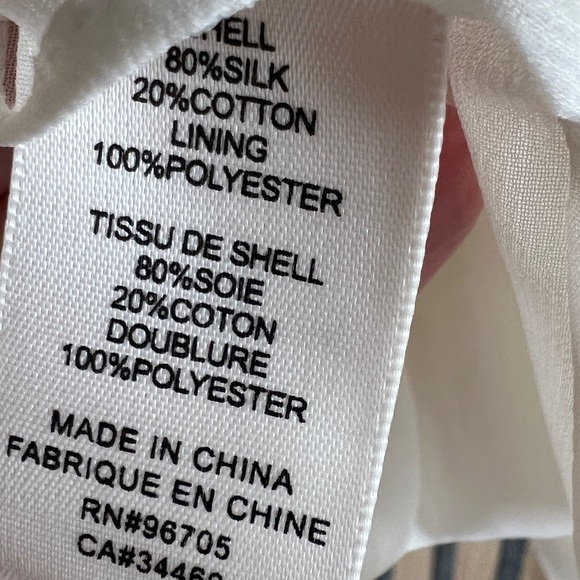 SHELL
80%SILK
20%COTTON
LINING
100%POLYESTER
TISSU DE SHELL
80%SOIE
20%COTON
DOUBLURE
100%POLYESTER
MADE IN CHINA
FABRIQUE EN CHINE
RN#96705